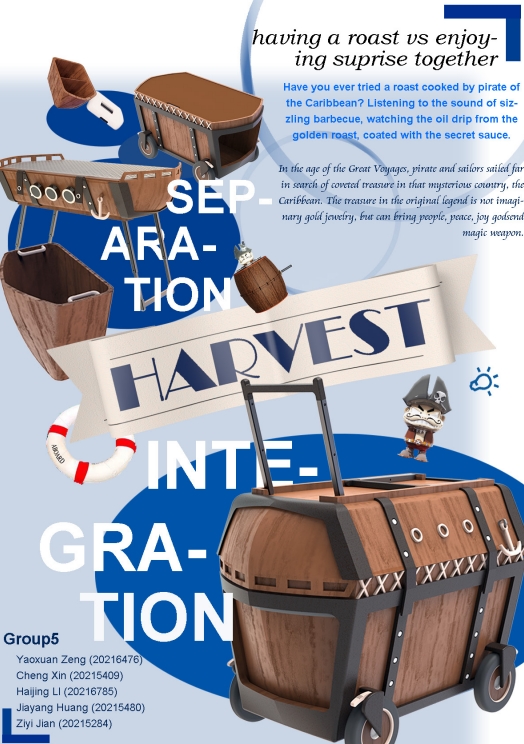 having a roast vs enjoy-
ing suprise together
Have you ever tried a roast cooked by pirate of
the Caribbean? Listening to the sound of siz-
zling barbecue, watching the oil drip from the
golden roast, coated with the secret sauce.
In the age of the Great Voyages, pirate and sailors sailed far
in search of coveted treasure in that mysterious country, the
Caribbean. The treasure in the original legend is not imagi-
nary gold jewelry, but can bring people, peace, joy godsend
magic weapon.
SEP-
ARA-
TION
HARVEST
INTE-
GRA-
TION
Group5
Yaoxuan Zeng (20216476)
Cheng Xin (20215409)
Haijing LI (20216785)
Jiayang Huang (20215480)
Ziyi Jian (20215284)